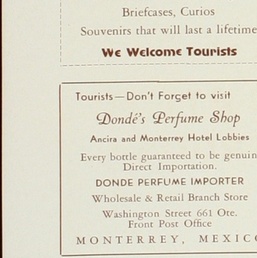 Briefcases, Curios
Souvenirs that will last a lifetime
We Welcome Tourists
Tourists—Don't Forget to visit
Dondé's Perfume Shop
Ancira and Monterrey Hotel Lobbies
Every bottle guaranteed to be genuin
Direct Importation.
DONDE PERFUME IMPORTER
Wholesale & Retail Branch Store
Washington Street 661 Ote.
Front Post Office
MONTERREY, MEXICO